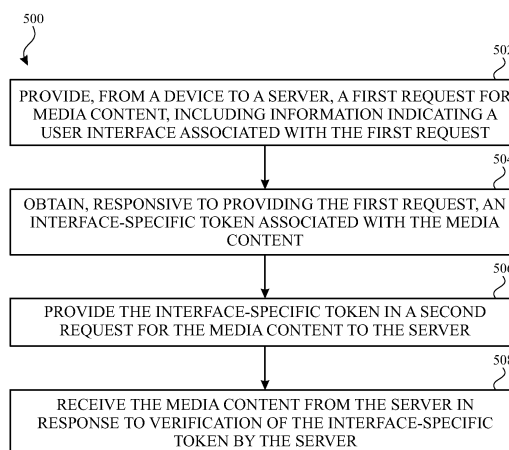 500
502
PROVIDE, FROM A DEVICE TO A SERVER, A FIRST REQUEST FOR
MEDIA CONTENT, INCLUDING INFORMATION INDICATING A
USER INTERFACE ASSOCIATED WITH THE FIRST REQUEST
504
OBTAIN, RESPONSIVE TO PROVIDING THE FIRST REQUEST, AN
INTERFACE-SPECIFIC TOKEN ASSOCIATED WITH THE MEDIA
CONTENT
506
PROVIDE THE INTERFACE-SPECIFIC TOKEN IN A SECOND
REQUEST FOR THE MEDIA CONTENT TO THE SERVER
508
RECEIVE THE MEDIA CONTENT FROM THE SERVER IN
RESPONSE TO VERIFICATION OF THE INTERFACE-SPECIFIC
TOKEN BY THE SERVER